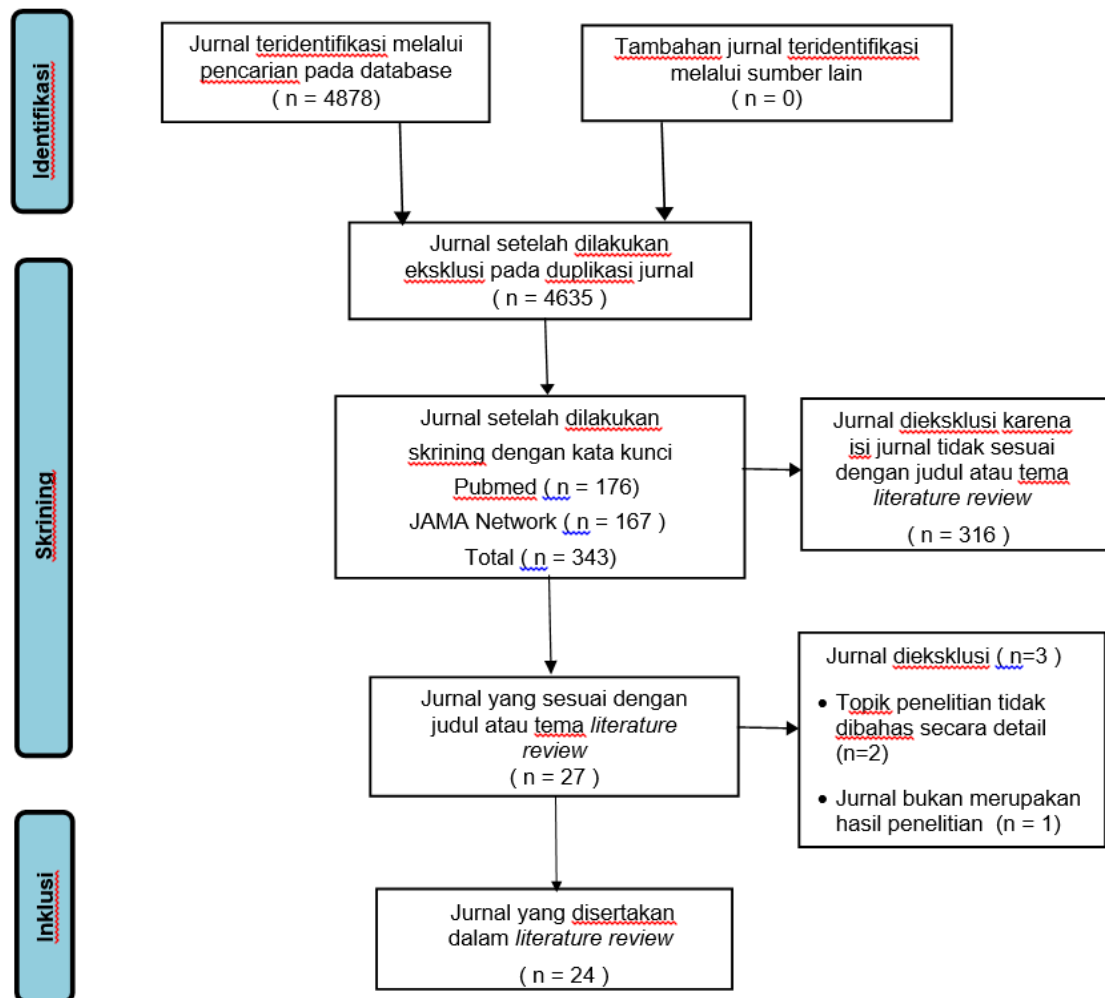 Identifikasi
Jurnal teridentifikasi melalui
pencarian pada database
( n = 4878)
Tambahan jurnal teridentifikasi
melalui sumber lain
( n = 0)
Skrining
Jurnal setelah dilakukan
eksklusi pada duplikasi jurnal
( n = 4635 )
Jurnal setelah dilakukan
skrining dengan kata kunci
Pubmed ( n = 176)
JAMA Network ( n = 167 )
Total ( n = 343)
Jurnal dieksklusi karena
isi jurnal tidak sesuai
dengan judul atau tema
literature review
( n = 316 )
Jurnal yang sesuai dengan
judul atau tema literature
review
( n = 27 )
Jurnal dieksklusi ( n=3 )
• Topik penelitian tidak
dibahas secara detail
(n=2)
• Jurnal bukan merupakan
hasil penelitian (n = 1)
Inklusi
Jurnal yang disertakan
dalam literature review
( n = 24 )